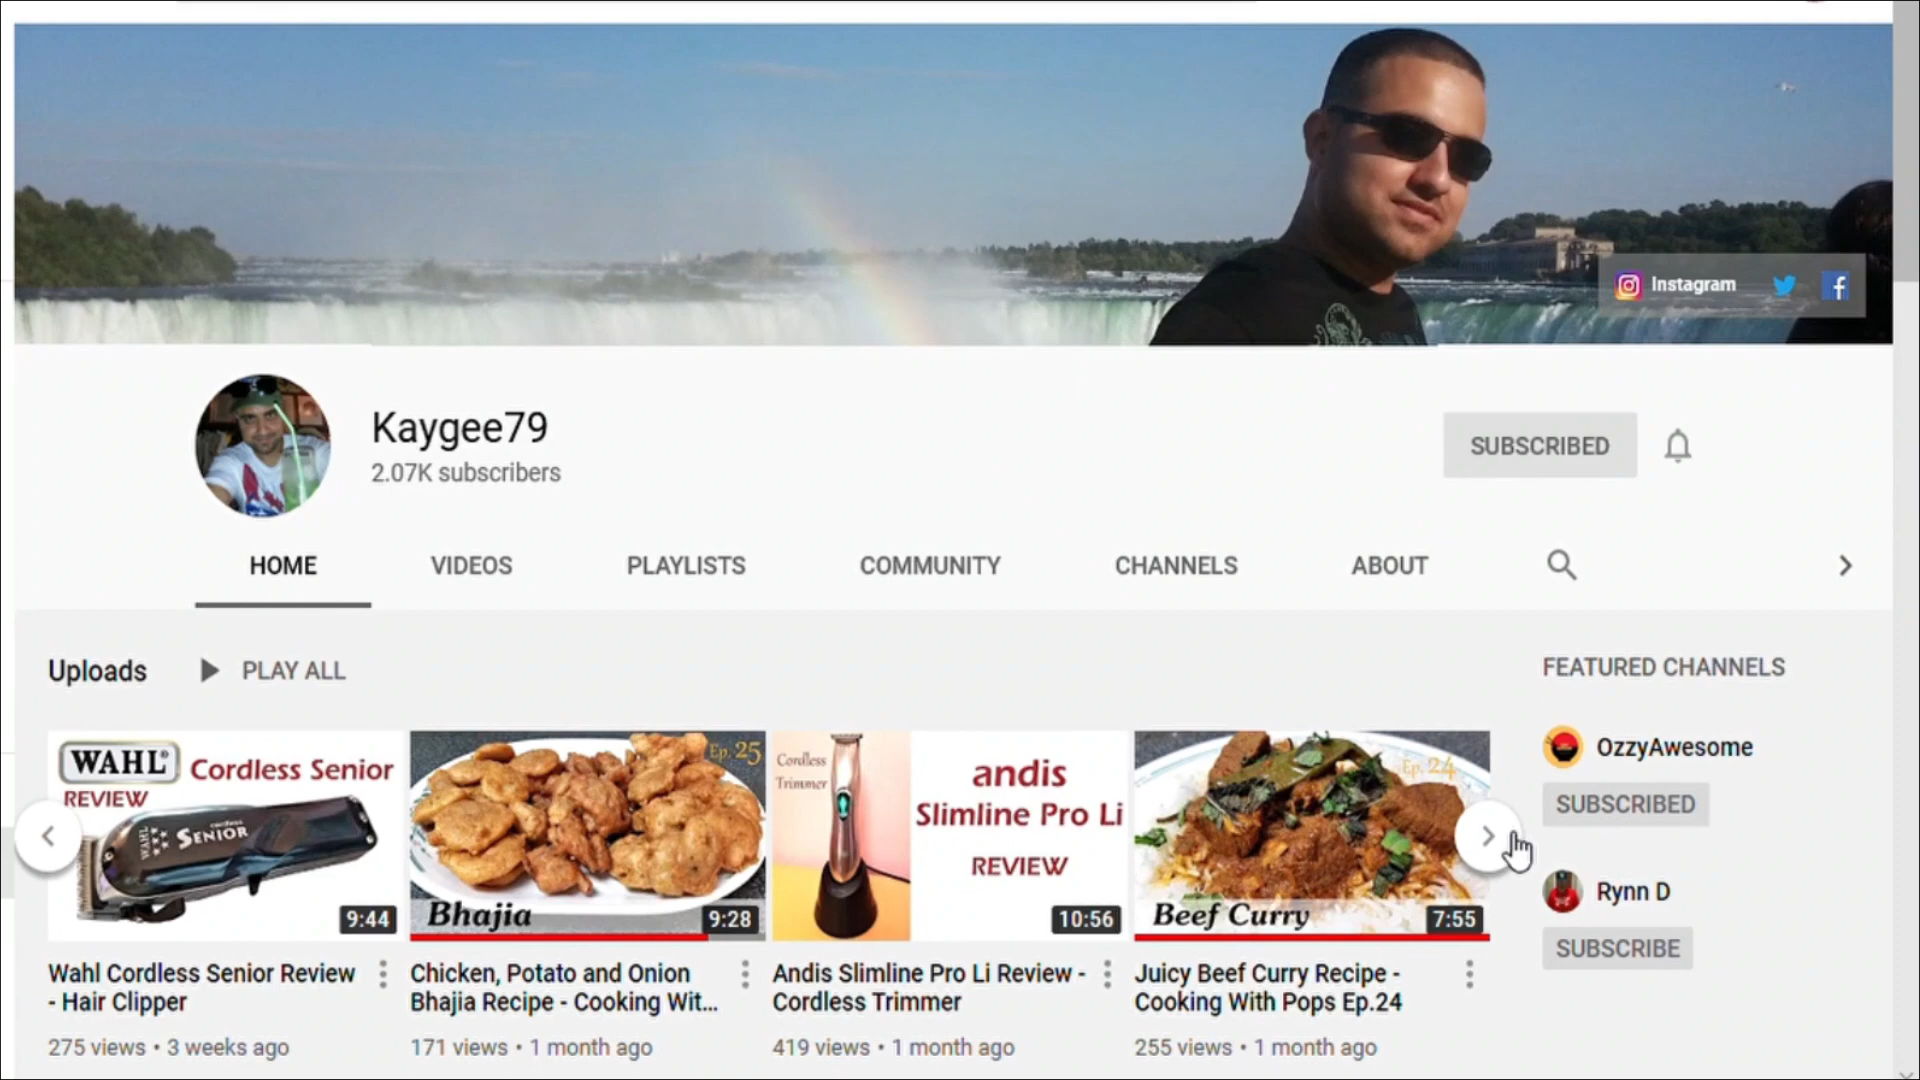 Instagram
Kaygee79
2.07K subscribers
SUBSCRIBED
HOME
VIDEOS
PLAYLISTS
COMMUNITY
CHANNELS
ABOUT
Uploads
PLAY ALL
FEATURED CHANNELS
WAHL® Cordless Senior
REVIEW
WAHL cordless SENIOR
9:44
Ep. 25
Bhajia
9:28
Cordless
Trimmer
andis
Slimline Pro Li
REVIEW
10:56
Ep. 24
Beef Curry
7:55
Wahl Cordless Senior Review
- Hair Clipper
275 views • 3 weeks ago
Chicken, Potato and Onion
Bhajia Recipe - Cooking Wit...
171 views • 1 month ago
Andis Slimline Pro Li Review -
Cordless Trimmer
419 views • 1 month ago
Juicy Beef Curry Recipe -
Cooking With Pops Ep.24
255 views • 1 month ago
OzzyAwesome
SUBSCRIBED
Rynn D
SUBSCRIBE